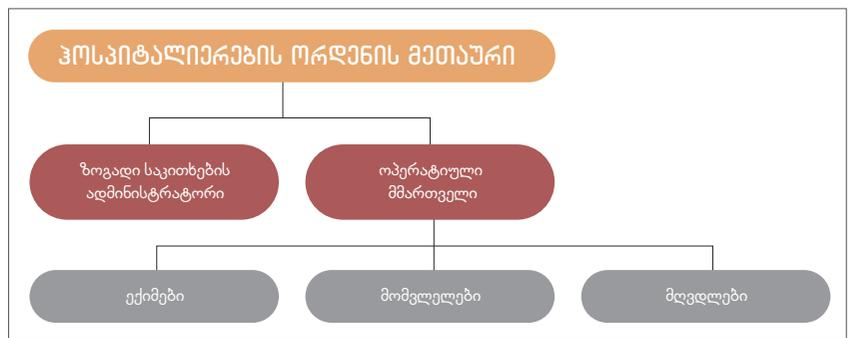 ჰოსპიტალიერების ორდენის მეთაური
ზოგადი საკითხების
ადმინისტრატორი
ოპერატიული
მმართველი
ექიმები
მომვლელები
მღვდლები